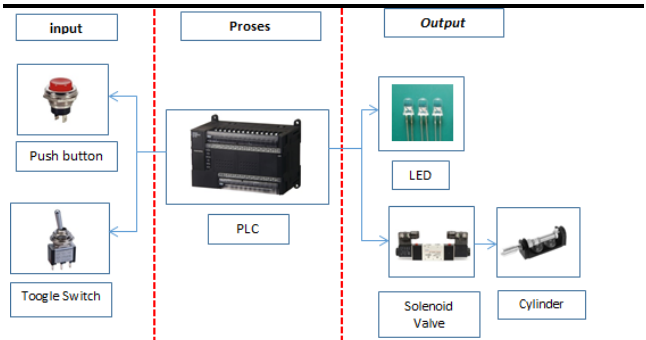 input
Proses
Output
Push button
LED
PLC
Toogle Switch
Solenoid
Valve
Cylinder